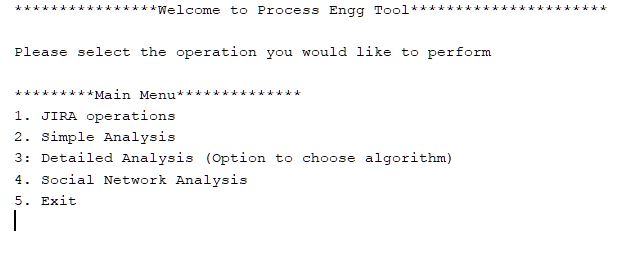 ****************Welcome to Process Engg Tool**********************
Please select the operation you would like to perform
*********Main Menu**************
1. JIRA operations
2. Simple Analysis
3: Detailed Analysis (Option to choose algorithm)
4. Social Network Analysis
5. Exit